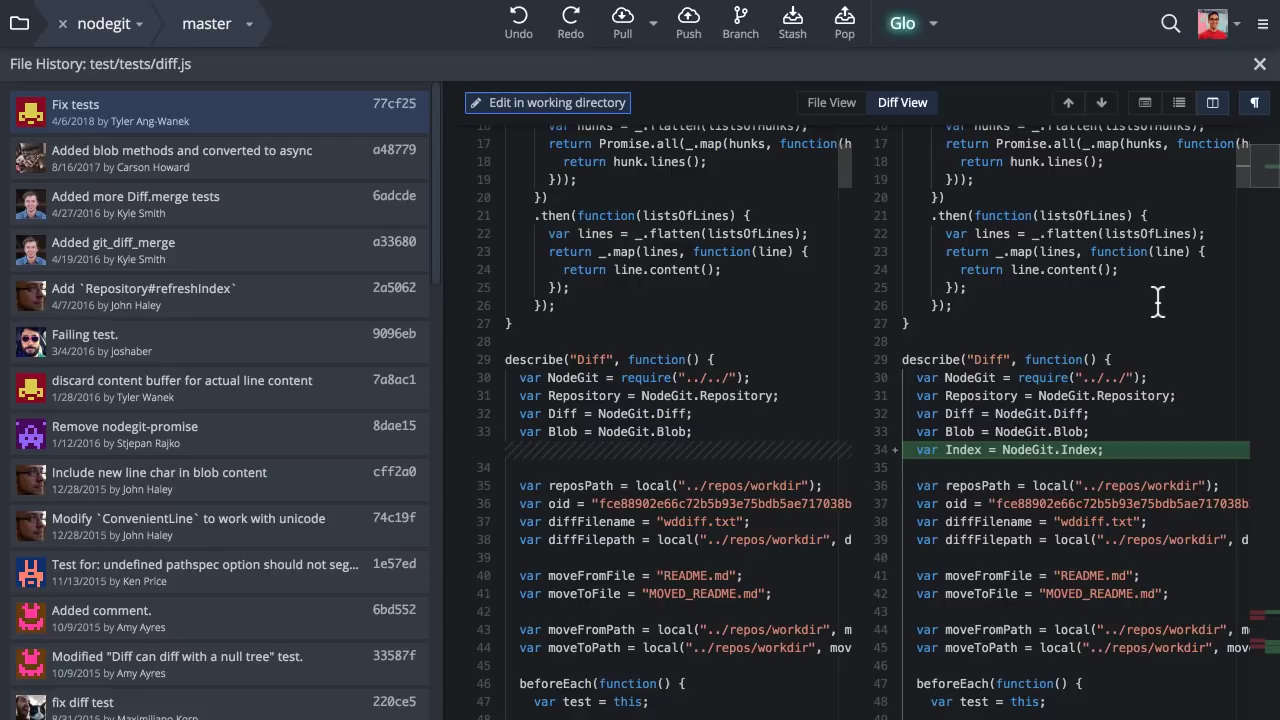 nodegit
master
Undo
Redo
Pull
Push
Branch
Stash
Pop
Glo
File History: test/tests/diff.js
Fix tests 77cf25
4/6/2018 by Tyler Ang-Wanek
Added blob methods and converted to async a48779
8/16/2017 by Carson Howard
Added more Diff.merge tests 6adcde
4/27/2016 by Kyle Smith
Added git_diff_merge a33680
4/19/2016 by Kyle Smith
Add `Repository#refreshIndex` 2a5062
4/7/2016 by John Haley
Failing test. 9096eb
3/4/2016 by joshaber
discard content buffer for actual line content 7a8ac1
1/28/2016 by Tyler Wanek
Remove nodegit-promise 8dae15
1/12/2016 by Stjepan Rajko
Include new line char in blob content cff2a0
12/28/2015 by John Haley
Modify `ConvenientLine` to work with unicode 74c19f
12/28/2015 by John Haley
Test for: undefined pathspec option should not seg... 1e57ed
11/13/2015 by Ken Price
Added comment. 6bd552
10/9/2015 by Amy Ayres
Modified "Diff can diff with a null tree" test. 33587f
10/9/2015 by Amy Ayres
fix diff test 220ce5
8/31/2015 by Maximiliano Korp
Edit in working directory
File View
Diff View
16 var hunks = _.flatten(listsOfHunks);
17 return Promise.all(_.map(hunks, function(h
18 return hunk.lines();
19 }));
20 })
21 .then(function(listsOfLines) {
22 var lines = _.flatten(listsOfLines);
23 return _.map(lines, function(line) {
24 return line.content();
25 });
26 });
27 }
28
29 describe("Diff", function() {
30 var NodeGit = require("../../");
31 var Repository = NodeGit.Repository;
32 var Diff = NodeGit.Diff;
33 var Blob = NodeGit.Blob;
34
35 var reposPath = local("../repos/workdir");
36 var oid = "fce88902e66c72b5b93e75bdb5ae717038b
37 var diffFilename = "wddiff.txt";
38 var diffFilepath = local("../repos/workdir", d
39
40 var moveFromFile = "README.md";
41 var moveToFile = "MOVED_README.md";
42
43 var moveFromPath = local("../repos/workdir", m
44 var moveToPath = local("../repos/workdir", mov
45
46 beforeEach(function() {
47 var test = this;
48
16 var hunks = _.flatten(listsOfHunks);
17 return Promise.all(_.map(hunks, function(h
18 return hunk.lines();
19 }));
20 })
21 .then(function(listsOfLines) {
22 var lines = _.flatten(listsOfLines);
23 return _.map(lines, function(line) {
24 return line.content();
25 });
26 });
27 }
28
29 describe("Diff", function() {
30 var NodeGit = require("../../");
31 var Repository = NodeGit.Repository;
32 var Diff = NodeGit.Diff;
33 var Blob = NodeGit.Blob;
34 + var Index = NodeGit.Index;
35
36 var reposPath = local("../repos/workdir");
37 var oid = "fce88902e66c72b5b93e75bdb5ae717038b
38 var diffFilename = "wddiff.txt";
39 var diffFilepath = local("../repos/workdir", d
40
41 var moveFromFile = "README.md";
42 var moveToFile = "MOVED_README.md";
43
44 var moveFromPath = local("../repos/workdir", m
45 var moveToPath = local("../repos/workdir", mov
46
47 beforeEach(function() {
48 var test = this;
49